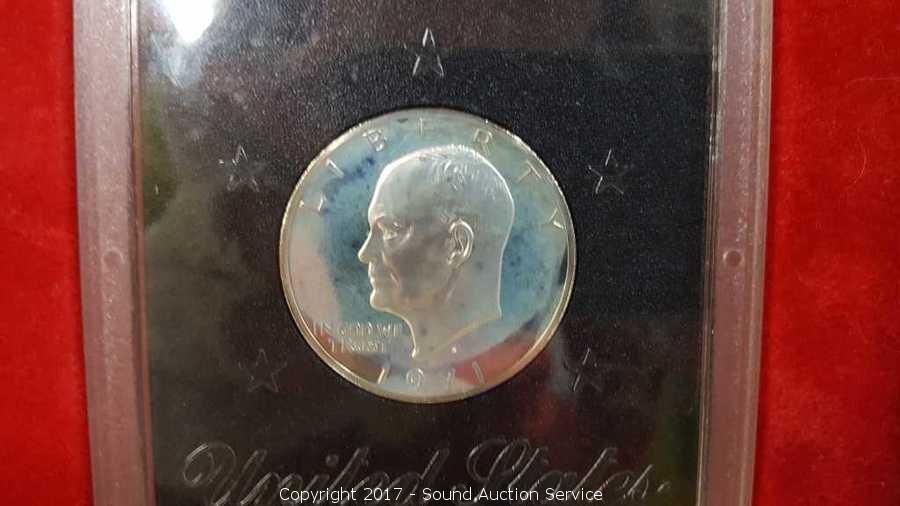 LIBERTY
IN GOD WE
TRUST
1971
United States
Copyright 2017 - Sound Auction Service